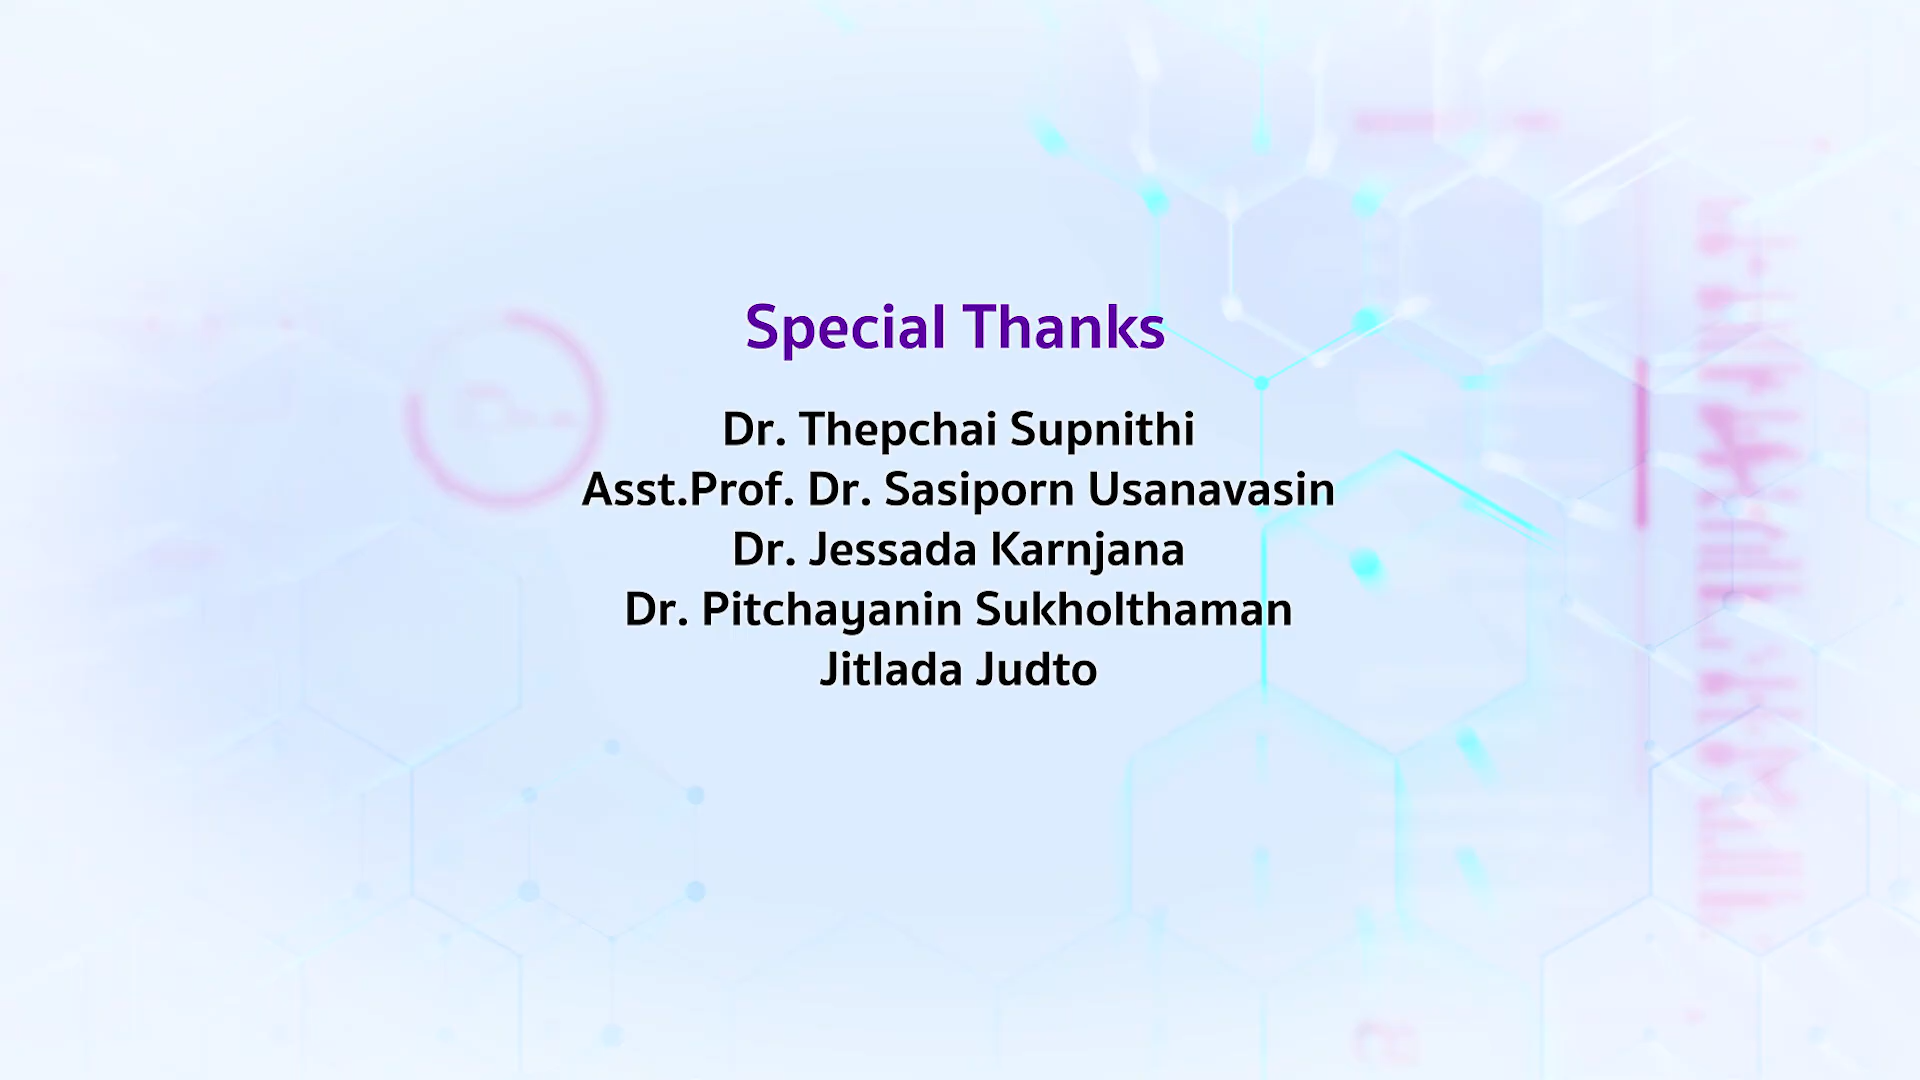 Special Thanks
Dr. Thepchai Supnithi
Asst.Prof. Dr. Sasiporn Usanavasin
Dr. Jessada Karnjana
Dr. Pitchayanin Sukholthaman
Jitlada Judto